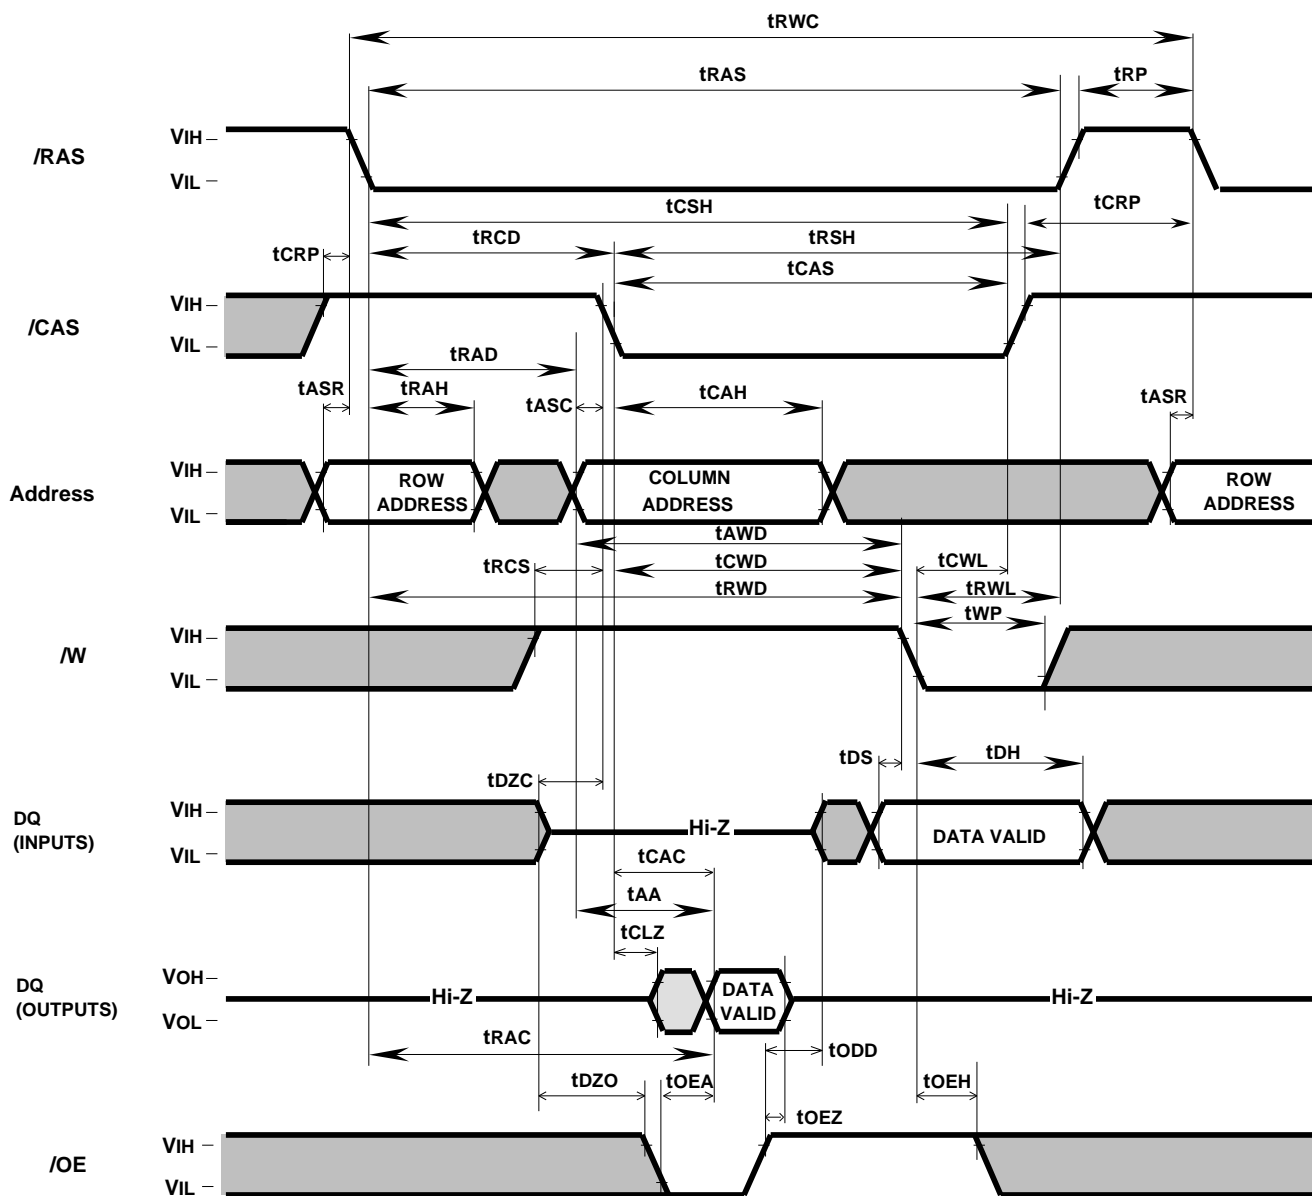 tRWC
tRAS
tRP
/RAS
VIH
VIL
tCSH
tCRP
tRCD
tRSH
tCRP
tCAS
/CAS
VIH
VIL
tRAD
tASR
tRAH
tASC
tCAH
tASR
Address
VIH
VIL
ROW
ADDRESS
COLUMN
ADDRESS
ROW
ADDRESS
tAWD
tRCS
tCWD
tCWL
tRWD
tRWL
tWP
/W
VIH
VIL
tDS
tDH
tDZC
DQ
(INPUTS)
VIH
VIL
Hi-Z
DATA VALID
tCAC
tAA
tCLZ
DQ
(OUTPUTS)
VOH
VOL
Hi-Z
DATA
VALID
Hi-Z
tRAC
tODD
tDZO
tOEA
tOEH
tOEZ
/OE
VIH
VIL